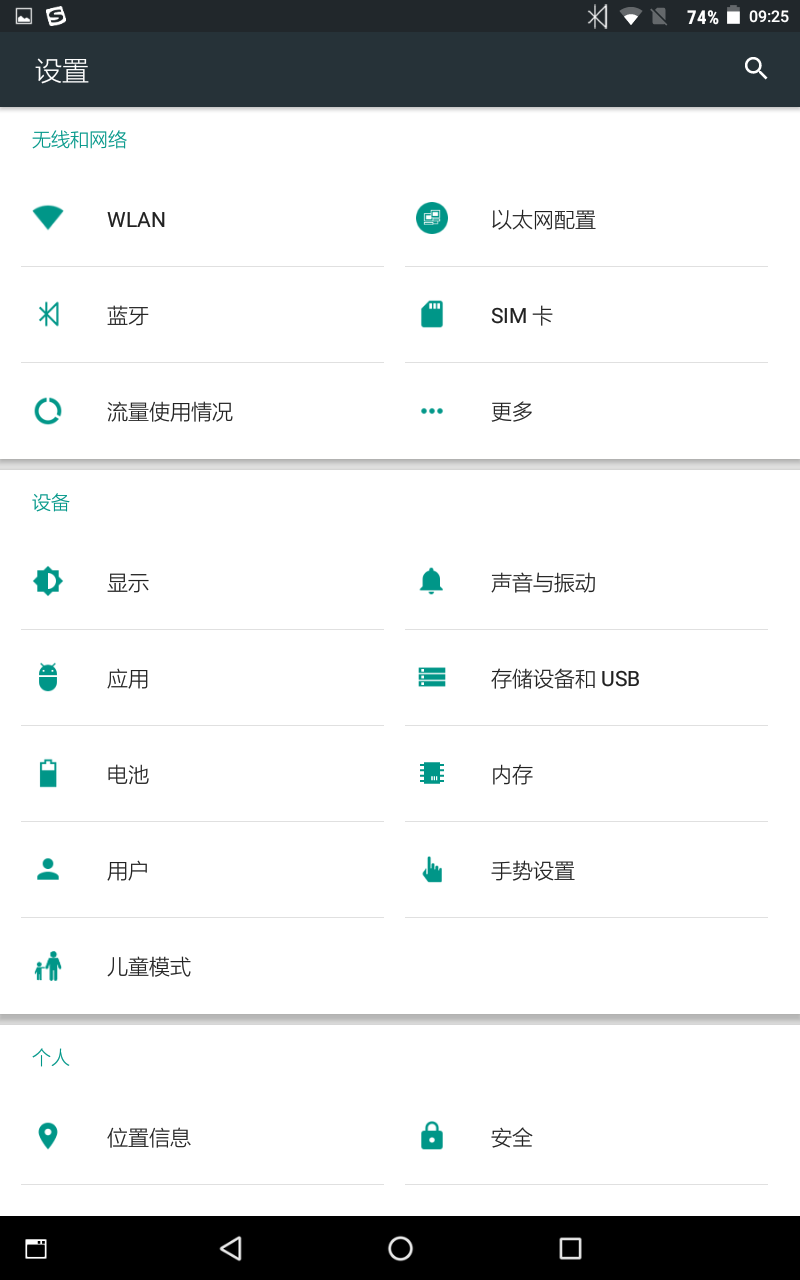 74% 09:25
设置
无线和网络
WLAN
以太网配置
蓝牙
SIM 卡
流量使用情况
更多
设备
显示
声音与振动
应用
存储设备和 USB
电池
内存
用户
手势设置
儿童模式
个人
位置信息
安全